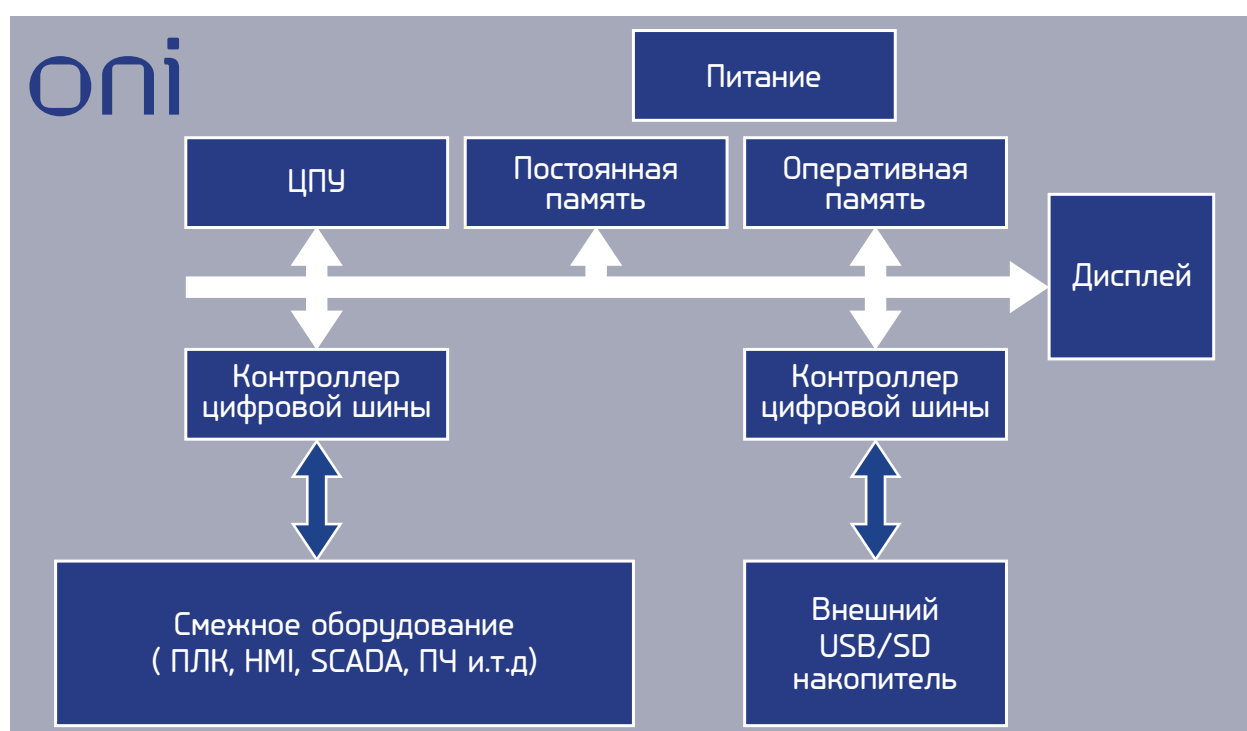 oni
Питание
ЦПУ
Постоянная
память
Оперативная
память
Дисплей
Контроллер
цифровой шины
Контроллер
цифровой шины
Смежное оборудование
( ПЛК, HMI, SCADA, ПЧ и.т.д)
Внешний
USB/SD
накопитель